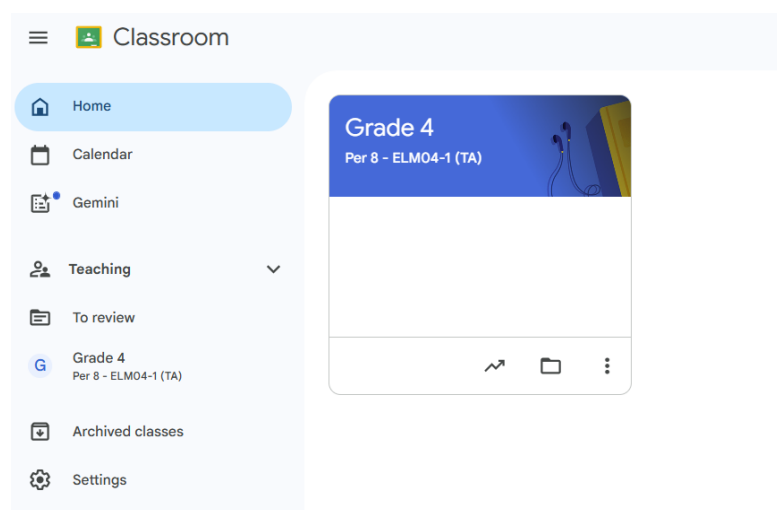 Classroom
Home
Calendar
Gemini
Teaching
To review
G
Grade 4
Per 8 - ELM04-1 (TA)
Archived classes
Settings
Grade 4
Per 8 - ELM04-1 (TA)